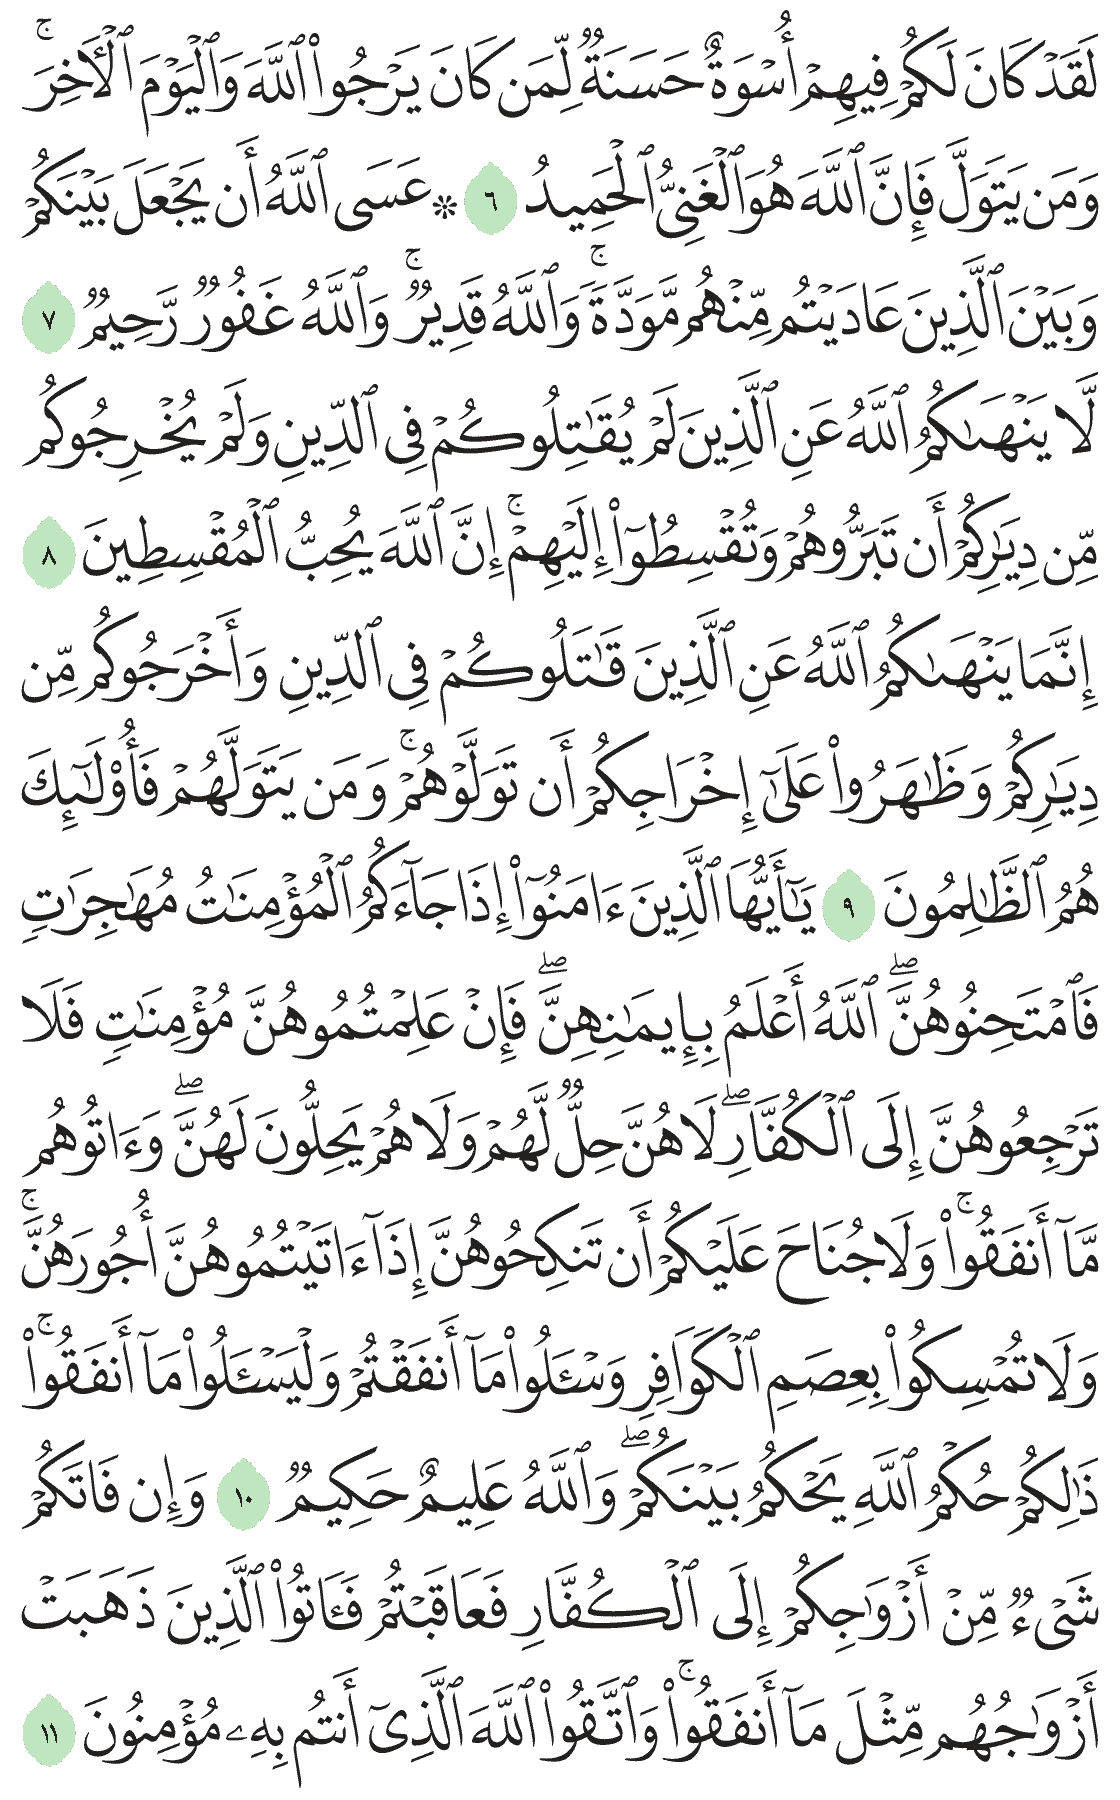 لَقَدۡ كَانَ لَكُمۡ فِيهِمۡ أُسۡوَةٌ حَسَنَةٞ لِّمَن كَانَ يَرۡجُواْ ٱللَّهَ وَٱلۡيَوۡمَ ٱلۡأٓخِرَۚ
وَمَن يَتَوَلَّ فَإِنَّ ٱللَّهَ هُوَ ٱلۡغَنِيُّ ٱلۡحَمِيدُ ٦ ۞ عَسَى ٱللَّهُ أَن يَجۡعَلَ بَيۡنَكُمۡ
وَبَيۡنَ ٱلَّذِينَ عَادَيۡتُم مِّنۡهُم مَّوَدَّةٗۚ وَٱللَّهُ قَدِيرٞۚ وَٱللَّهُ غَفُورٞ رَّحِيمٞ ٧
لَّا يَنۡهَىٰكُمُ ٱللَّهُ عَنِ ٱلَّذِينَ لَمۡ يُقَٰتِلُوكُمۡ فِي ٱلدِّينِ وَلَمۡ يُخۡرِجُوكُم
مِّن دِيَٰرِكُمۡ أَن تَبَرُّوهُمۡ وَتُقۡسِطُوٓاْ إِلَيۡهِمۡۚ إِنَّ ٱللَّهَ يُحِبُّ ٱلۡمُقۡسِطِينَ ٨
إِنَّمَا يَنۡهَىٰكُمُ ٱللَّهُ عَنِ ٱلَّذِينَ قَٰتَلُوكُمۡ فِي ٱلدِّينِ وَأَخۡرَجُوكُم مِّن
دِيَٰرِكُمۡ وَظَٰهَرُواْ عَلَىٰٓ إِخۡرَاجِكُمۡ أَن تَوَلَّوۡهُمۡۚ وَمَن يَتَوَلَّهُمۡ فَأُوْلَٰٓئِكَ
هُمُ ٱلظَّٰلِمُونَ ٩ يَٰٓأَيُّهَا ٱلَّذِينَ ءَامَنُوٓاْ إِذَا جَآءَكُمُ ٱلۡمُؤۡمِنَٰتُ مُهَٰجِرَٰتٖ
فَٱمۡتَحِنُوهُنَّۖ ٱللَّهُ أَعۡلَمُ بِإِيمَٰنِهِنَّۖ فَإِنۡ عَلِمۡتُمُوهُنَّ مُؤۡمِنَٰتٖ فَلَا
تَرۡجِعُوهُنَّ إِلَى ٱلۡكُفَّارِۖ لَا هُنَّ حِلّٞ لَّهُمۡ وَلَا هُمۡ يَحِلُّونَ لَهُنَّۖ وَءَاتُوهُم
مَّآ أَنفَقُواْۚ وَلَا جُنَاحَ عَلَيۡكُمۡ أَن تَنكِحُوهُنَّ إِذَآ ءَاتَيۡتُمُوهُنَّ أُجُورَهُنَّۚ
وَلَا تُمۡسِكُواْ بِعِصَمِ ٱلۡكَوَافِرِ وَسۡـَٔلُواْ مَآ أَنفَقۡتُمۡ وَلۡيَسۡـَٔلُواْ مَآ أَنفَقُواْۚ
ذَٰلِكُمۡ حُكۡمُ ٱللَّهِ يَحۡكُمُ بَيۡنَكُمۡۖ وَٱللَّهُ عَلِيمٌ حَكِيمٞ ١٠ وَإِن فَاتَكُمۡ
شَيۡءٞ مِّنۡ أَزۡوَٰجِكُمۡ إِلَى ٱلۡكُفَّارِ فَعَاقَبۡتُمۡ فَـَٔاتُواْ ٱلَّذِينَ ذَهَبَتۡ
أَزۡوَٰجُهُم مِّثۡلَ مَآ أَنفَقُواْۚ وَٱتَّقُواْ ٱللَّهَ ٱلَّذِيٓ أَنتُم بِهِۦ مُؤۡمِنُونَ ١١